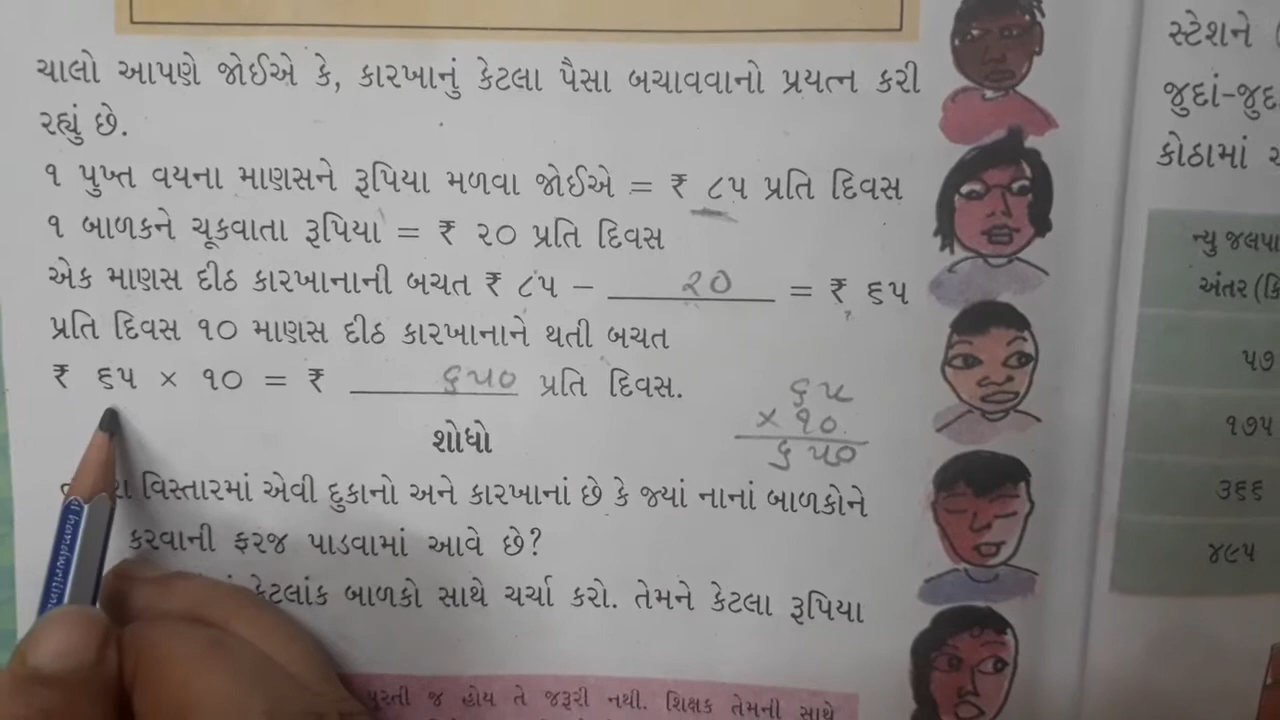 ચાલો આપણે જોઈએ કે, કારખાનું કેટલા પૈસા બચાવવાનો પ્રયત્ન કરી
રહ્યું છે.
૧ પુખ્ત વયના માણસને રૂપિયા મળવા જોઈએ = ₹ ૮૫ પ્રતિ દિવસ
૧ બાળકને ચૂકવાતા રૂપિયા = ₹ ૨૦ પ્રતિ દિવસ
એક માણસ દીઠ કારખાનાની બચત ₹ ૮૫ – ૨૦ = ₹ ૬૫
પ્રતિ દિવસ ૧૦ માણસ દીઠ કારખાનાને થતી બચત
₹ ૬૫ × ૧૦ = ₹ ૬૫૦ પ્રતિ દિવસ.
૬૫
× ૧૦
૬૫૦
શોધો
વિસ્તારમાં એવી દુકાનો અને કારખાનાં છે કે જ્યાં નાનાં બાળકોને
કરવાની ફરજ પાડવામાં આવે છે?
કેટલાંક બાળકો સાથે ચર્ચા કરો. તેમને કેટલા રૂપિયા
પૂરતી જ હોય તે જરૂરી નથી. શિક્ષક તેમની સાથે
સ્ટેશને
જુદાં-જુદ
કોઠામાં
ન્યુ જલપા
અંતર (કિ
૫૭
૧૭૫
૩૬૬
૪૯૫